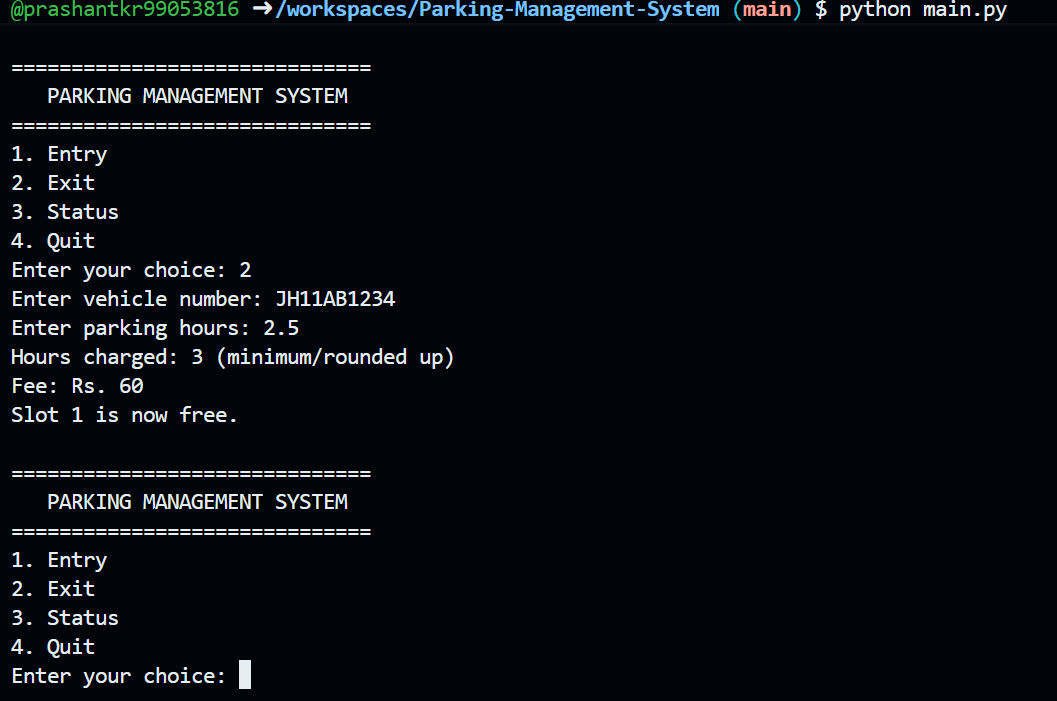 @prashantkr99053816 ➜/workspaces/Parking-Management-System (main) $ python main.py
==============================
PARKING MANAGEMENT SYSTEM
==============================
1. Entry
2. Exit
3. Status
4. Quit
Enter your choice: 2
Enter vehicle number: JH11AB1234
Enter parking hours: 2.5
Hours charged: 3 (minimum/rounded up)
Fee: Rs. 60
Slot 1 is now free.
==============================
PARKING MANAGEMENT SYSTEM
==============================
1. Entry
2. Exit
3. Status
4. Quit
Enter your choice: